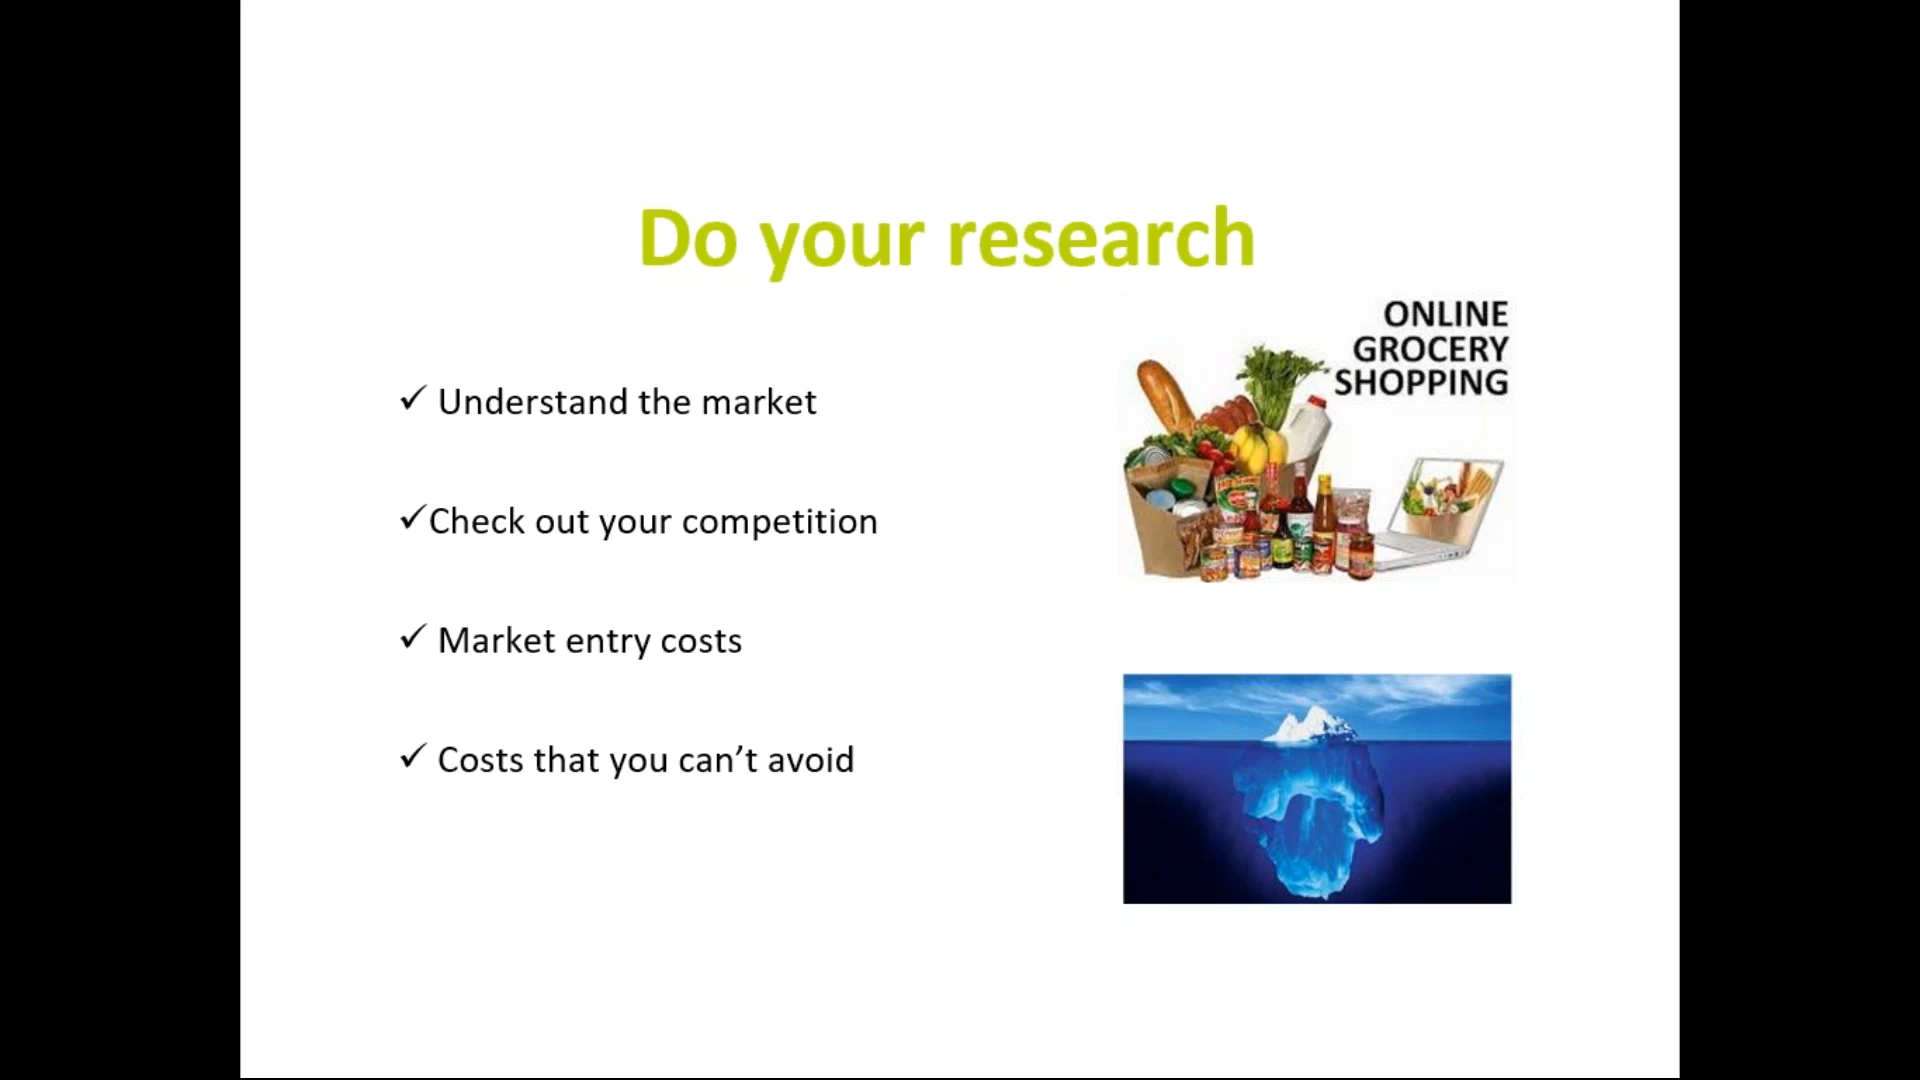 Do your research
ONLINE
GROCERY
SHOPPING
✓ Understand the market
✓Check out your competition
✓ Market entry costs
✓ Costs that you can’t avoid